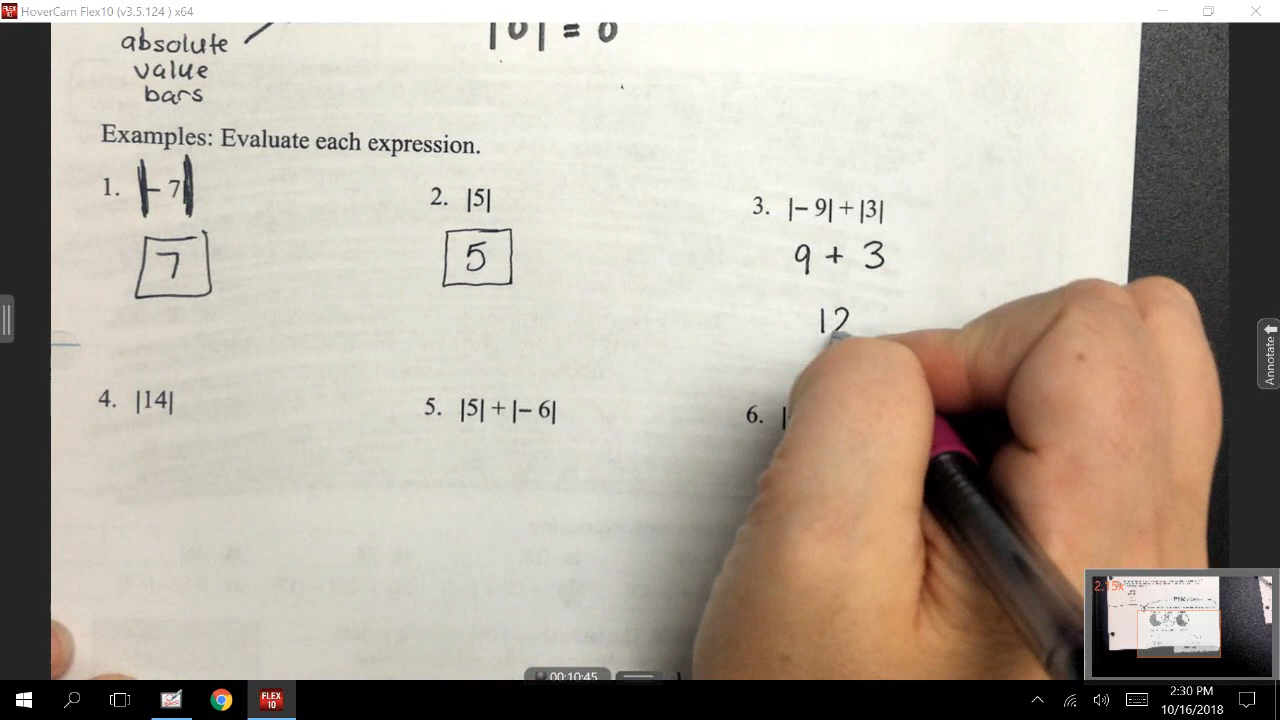 HoverCam Flex10 (v3.5.124 ) x64
|0| = 0
absolute
value
bars
Examples: Evaluate each expression.
1. |– 7|
2. |5|
3. |– 9| + |3|
7
5
9 + 3
12
4. |14|
5. |5| + |– 6|
6. |
Annotate
00:10:45
FLEX
10
2:30 PM
10/16/2018